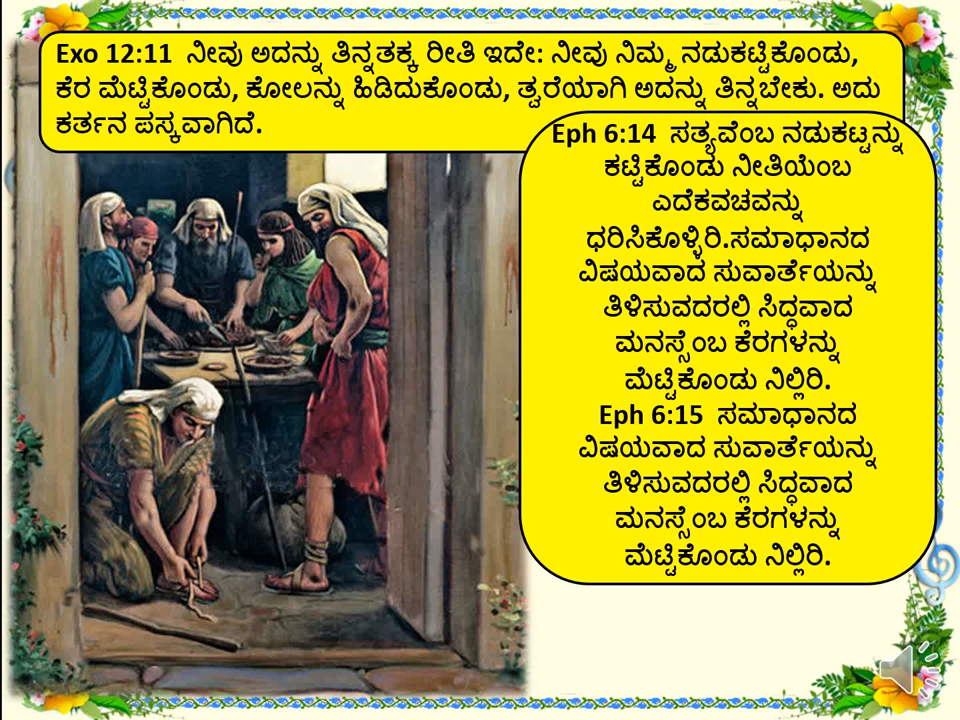 Exo 12:11 ನೀವು ಅದನ್ನು ತಿನ್ನತಕ್ಕ ರೀತಿ ಇದೇ: ನೀವು ನಿಮ್ಮ ನಡುಕಟ್ಟಿಕೊಂಡು,
ಕೆರ ಮೆಟ್ಟಿಕೊಂಡು, ಕೋಲನ್ನು ಹಿಡಿದುಕೊಂಡು, ತ್ವರೆಯಾಗಿ ಅದನ್ನು ತಿನ್ನಬೇಕು. ಅದು
ಕರ್ತನ ಪಸ್ಕವಾಗಿದೆ.
Eph 6:14 ಸತ್ಯವೆಂಬ ನಡುಕಟ್ಟನ್ನು
ಕಟ್ಟಿಕೊಂಡು ನೀತಿಯೆಂಬ
ಎದೆಕವಚವನ್ನು
ಧರಿಸಿಕೊಳ್ಳಿರಿ.ಸಮಾಧಾನದ
ವಿಷಯವಾದ ಸುವಾರ್ತೆಯನ್ನು
ತಿಳಿಸುವದರಲ್ಲಿ ಸಿದ್ಧವಾದ
ಮನಸ್ಸೆಂಬ ಕೆರಗಳನ್ನು
ಮೆಟ್ಟಿಕೊಂಡು ನಿಲ್ಲಿರಿ.
Eph 6:15 ಸಮಾಧಾನದ
ವಿಷಯವಾದ ಸುವಾರ್ತೆಯನ್ನು
ತಿಳಿಸುವದರಲ್ಲಿ ಸಿದ್ಧವಾದ
ಮನಸ್ಸೆಂಬ ಕೆರಗಳನ್ನು
ಮೆಟ್ಟಿಕೊಂಡು ನಿಲ್ಲಿರಿ.